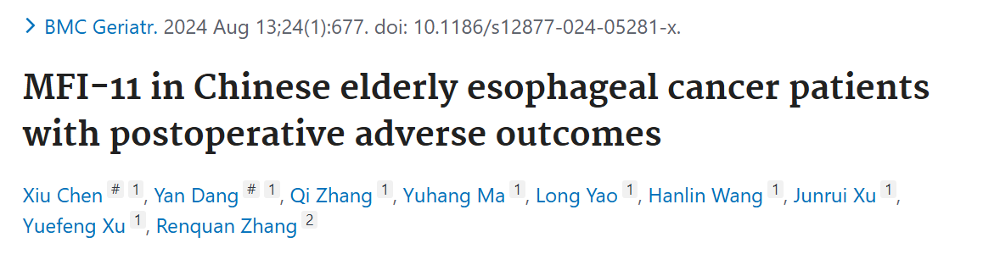 BMC Geriatr. 2024 Aug 13;24(1):677. doi: 10.1186/s12877-024-05281-x.
MFI-11 in Chinese elderly esophageal cancer patients
with postoperative adverse outcomes
Xiu Chen # 1, Yan Dang # 1, Qi Zhang 1, Yuhang Ma 1, Long Yao 1, Hanlin Wang 1, Junrui Xu 1,
Yuefeng Xu 1, Renquan Zhang 2